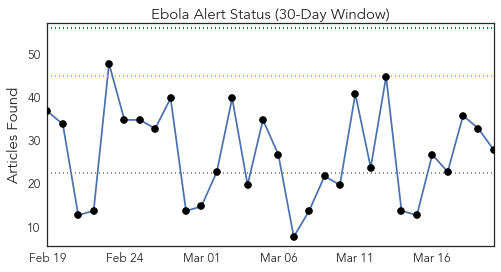 Ebola Alert Status (30-Day Window)
Articles Found
50
40
30
20
10
Feb 19 Feb 24 Mar 01 Mar 06 Mar 11 Mar 16